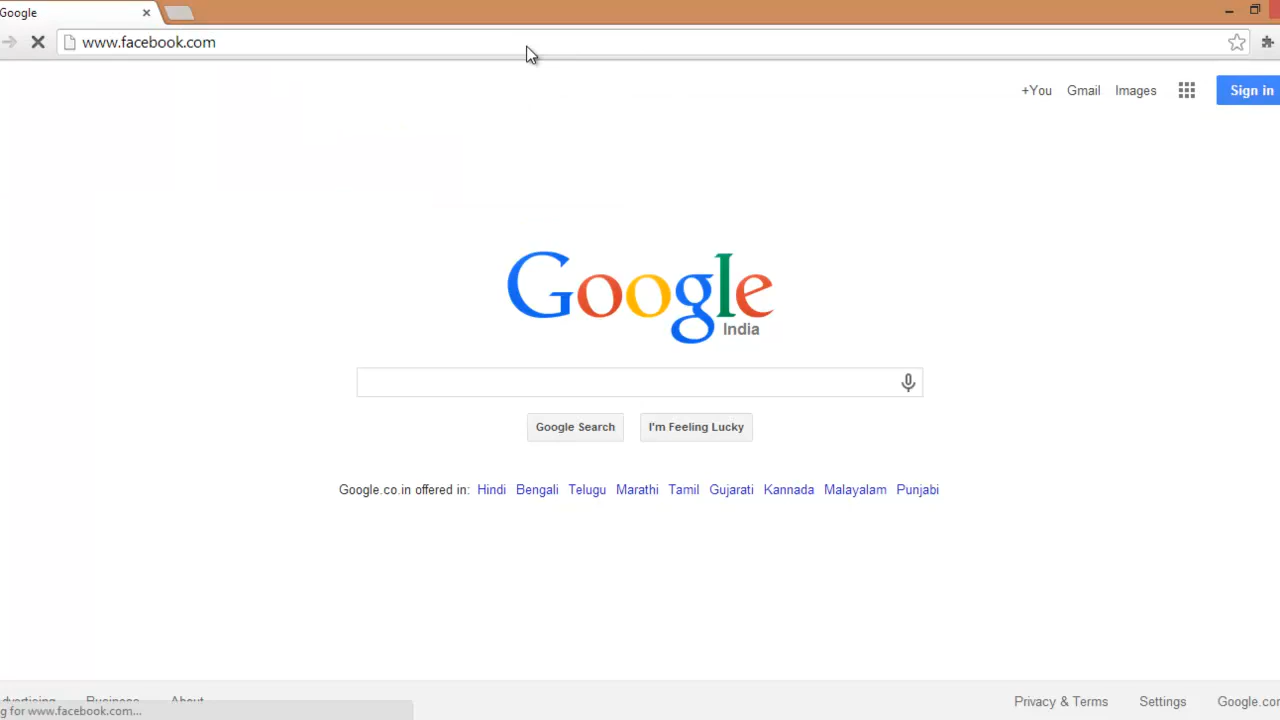 Google
www.facebook.com
+You Gmail Images Sign in
Google
India
Google Search I'm Feeling Lucky
Google.co.in offered in: Hindi Bengali Telugu Marathi Tamil Gujarati Kannada Malayalam Punjabi
dvertising Business About Privacy & Terms Settings Google.co
g for www.facebook.com...